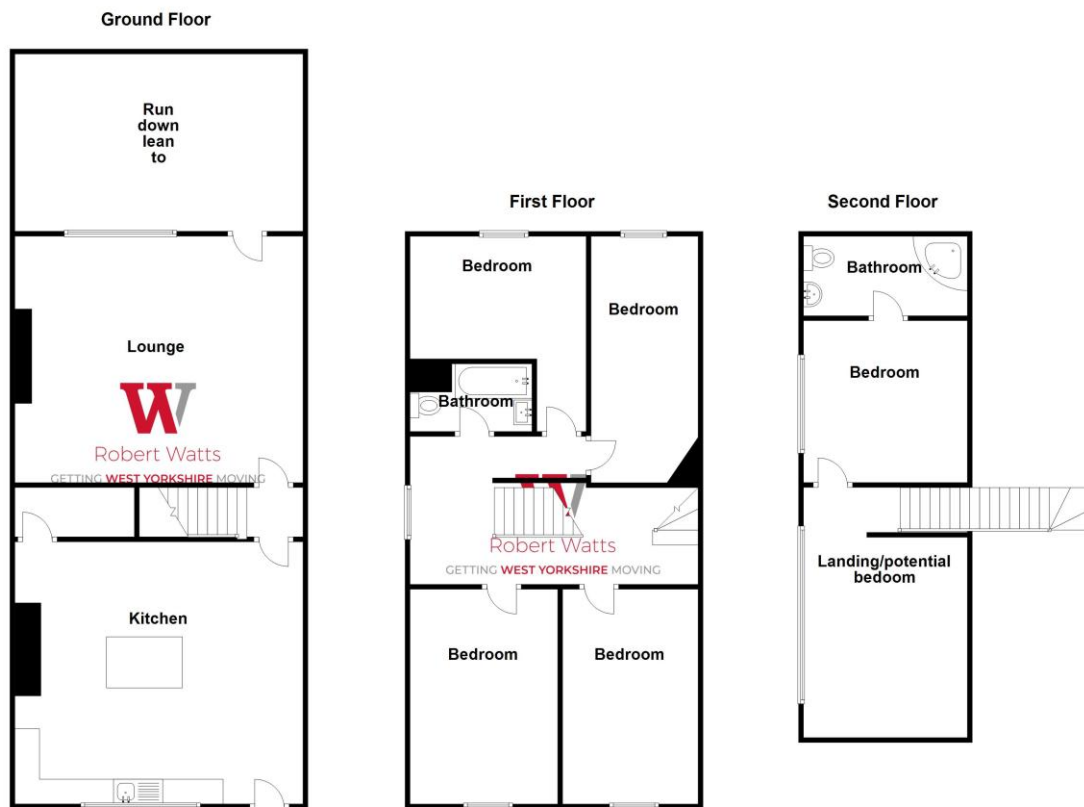 Ground Floor
Run
down
lean
to
Lounge
W
Robert Watts
GETTING WEST YORKSHIRE MOVING
Kitchen
First Floor
Bedroom
Bedroom
Bathroom
W
Robert Watts
GETTING WEST YORKSHIRE MOVING
Bedroom
Bedroom
Second Floor
Bathroom
Bedroom
Landing/potential
bedoom